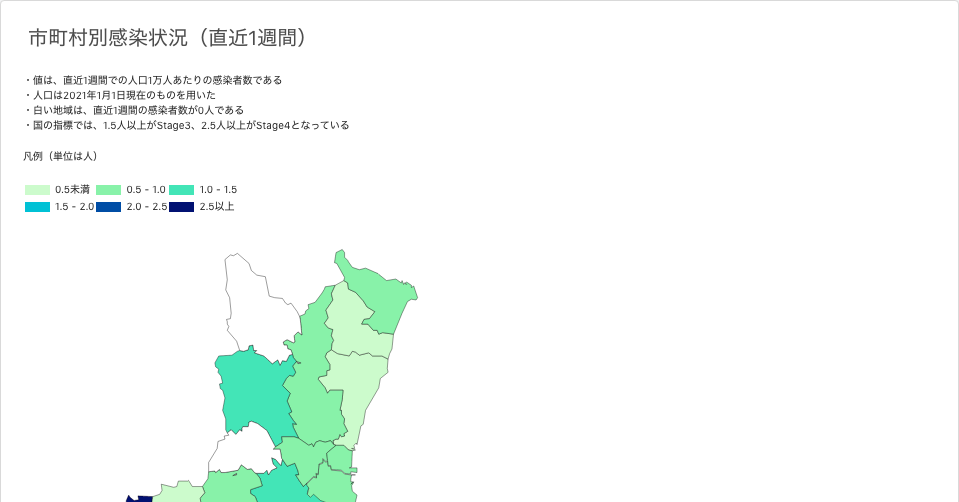 市町村別感染状況（直近1週間）
・値は、直近1週間での人口1万人あたりの感染者数である
・人口は2021年1月1日現在のものを用いた
・白い地域は、直近1週間の感染者数が0人である
・国の指標では、1.5人以上がStage3、2.5人以上がStage4となっている
凡例（単位は人）
0.5未満 0.5 - 1.0 1.0 - 1.5
1.5 - 2.0 2.0 - 2.5 2.5以上